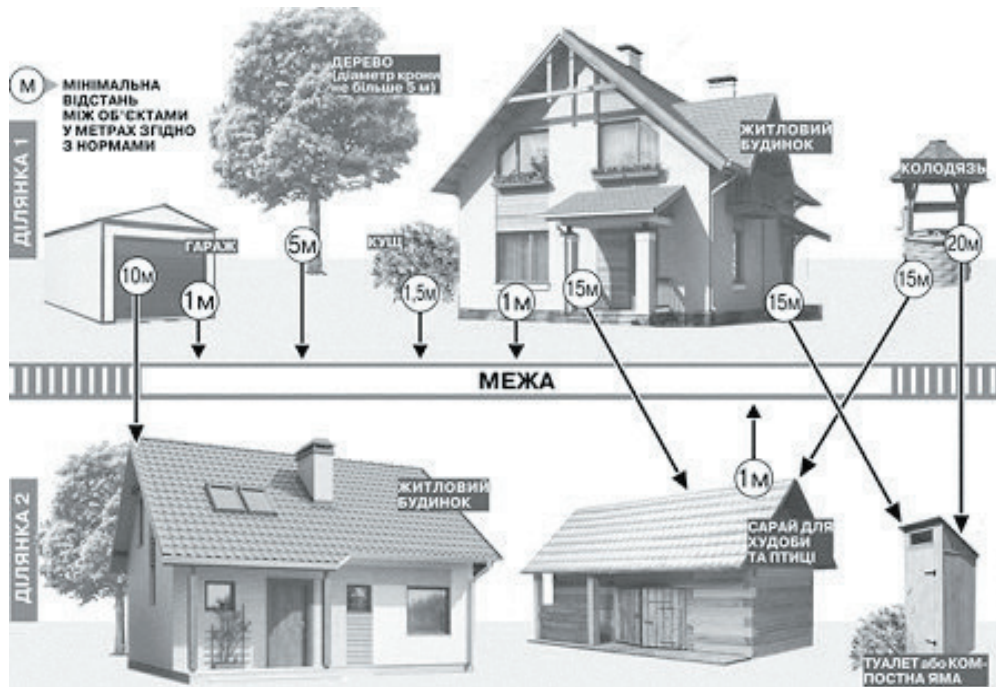 М
МІНІМАЛЬНА
ВІДСТАНЬ
МІЖ ОБ'ЄКТАМИ
У МЕТРАХ ЗГІДНО
З НОРМАМИ
ДІЛЯНКА 1
ДЕРЕВО
(діаметр крони
не більше 5 м)
ЖИТЛОВИЙ
БУДИНОК
КОЛОДЯЗЬ
ГАРАЖ
КУЩ
10м
1м
5м
1,5м
1м
15м
15м
15м
20м
МЕЖА
ДІЛЯНКА 2
ЖИТЛОВИЙ
БУДИНОК
1м
САРАЙ ДЛЯ
ХУДОБИ
ТА ПТИЦІ
ТУАЛЕТ або КОМ-
ПОСТНА ЯМА